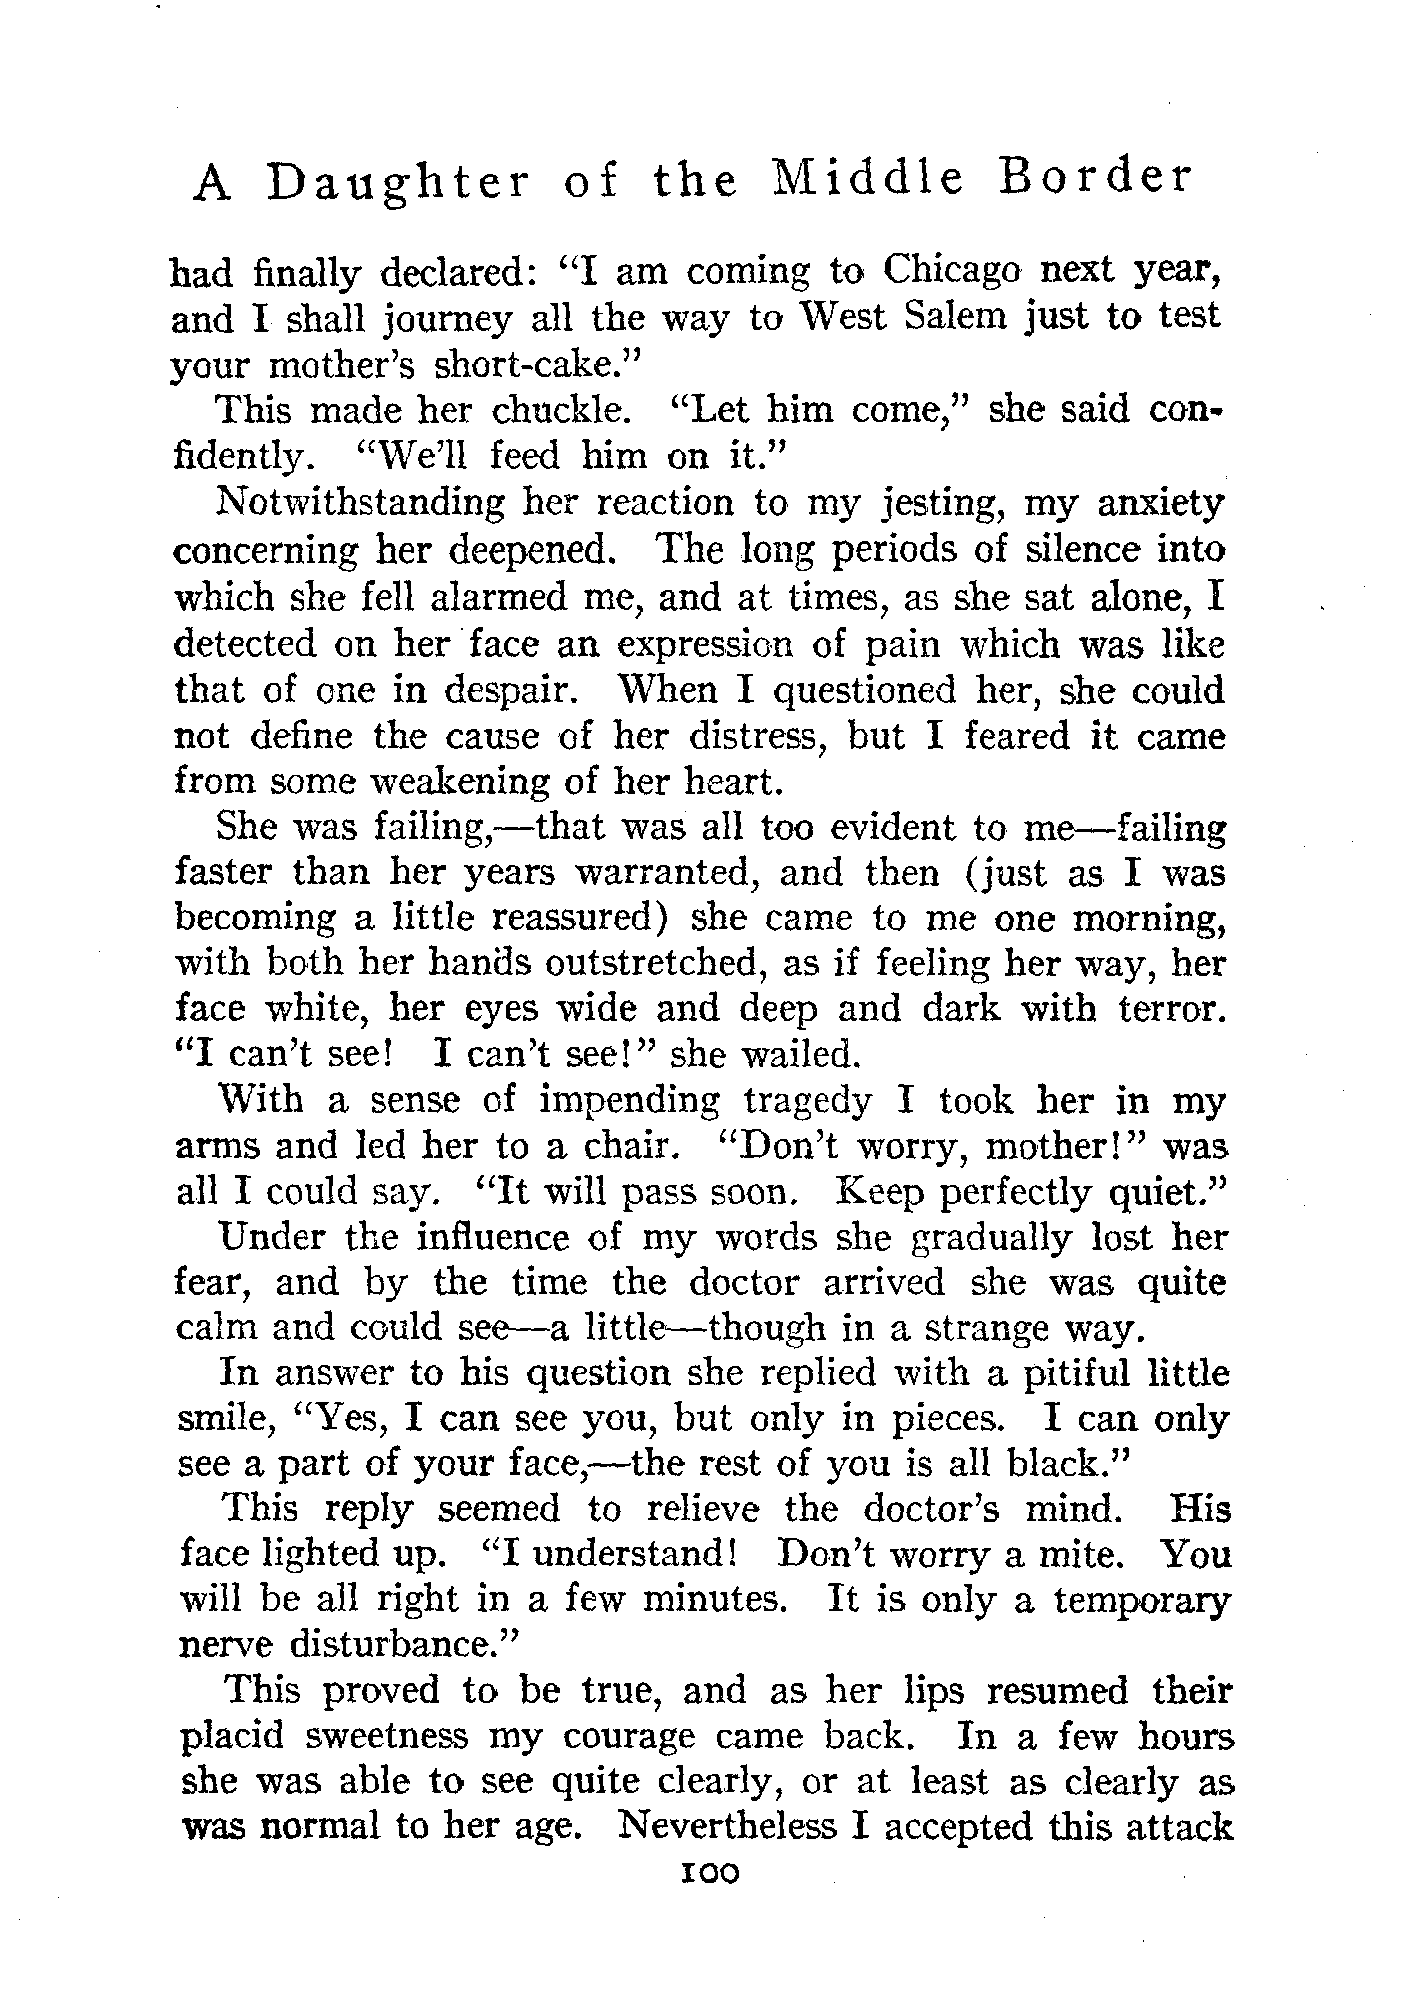 A Daughter of the Middle Border
had finally declared: “I am coming to Chicago next year,
and I shall journey all the way to West Salem just to test
your mother’s short-cake.”
This made her chuckle. “Let him come,” she said con-
fidently. “We’ll feed him on it.”
Notwithstanding her reaction to my jesting, my anxiety
concerning her deepened. The long periods of silence into
which she fell alarmed me, and at times, as she sat alone, I
detected on her face an expression of pain which was like
that of one in despair. When I questioned her, she could
not define the cause of her distress, but I feared it came
from some weakening of her heart.
She was failing,—that was all too evident to me—failing
faster than her years warranted, and then (just as I was
becoming a little reassured) she came to me one morning,
with both her hands outstretched, as if feeling her way, her
face white, her eyes wide and deep and dark with terror.
“I can’t see! I can’t see!” she wailed.
With a sense of impending tragedy I took her in my
arms and led her to a chair. “Don’t worry, mother!” was
all I could say. “It will pass soon. Keep perfectly quiet.”
Under the influence of my words she gradually lost her
fear, and by the time the doctor arrived she was quite
calm and could see—a little—though in a strange way.
In answer to his question she replied with a pitiful little
smile, “Yes, I can see you, but only in pieces. I can only
see a part of your face,—the rest of you is all black.”
This reply seemed to relieve the doctor’s mind. His
face lighted up. “I understand! Don’t worry a mite. You
will be all right in a few minutes. It is only a temporary
nerve disturbance.”
This proved to be true, and as her lips resumed their
placid sweetness my courage came back. In a few hours
she was able to see quite clearly, or at least as clearly as
was normal to her age. Nevertheless I accepted this attack
100